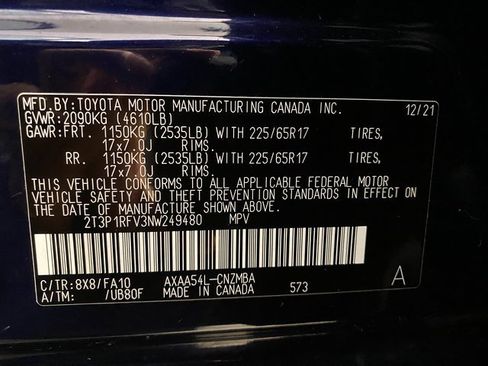 MFD.BY:TOYOTA MOTOR MANUFACTURING CANADA INC. 12/21
GVWR:2090KG (4610LB)
GAWR:FRT. 1150KG (2535LB) WITH 225/65R17 TIRES,
17x7.0J RIMS.
RR. 1150KG (2535LB) WITH 225/65R17 TIRES,
17x7.0J RIMS.
THIS VEHICLE CONFORMS TO ALL APPLICABLE FEDERAL MOTOR
VEHICLE SAFETY AND THEFT PREVENTION STANDARDS IN EFFECT
ON THE DATE OF MANUFACTURE SHOWN ABOVE.
2T3P1RFV3NW249480 MPV
C/TR:8X8/FA10 AXAA54L-CNZMBA A
A/TM: /UB80F MADE IN CANADA 573